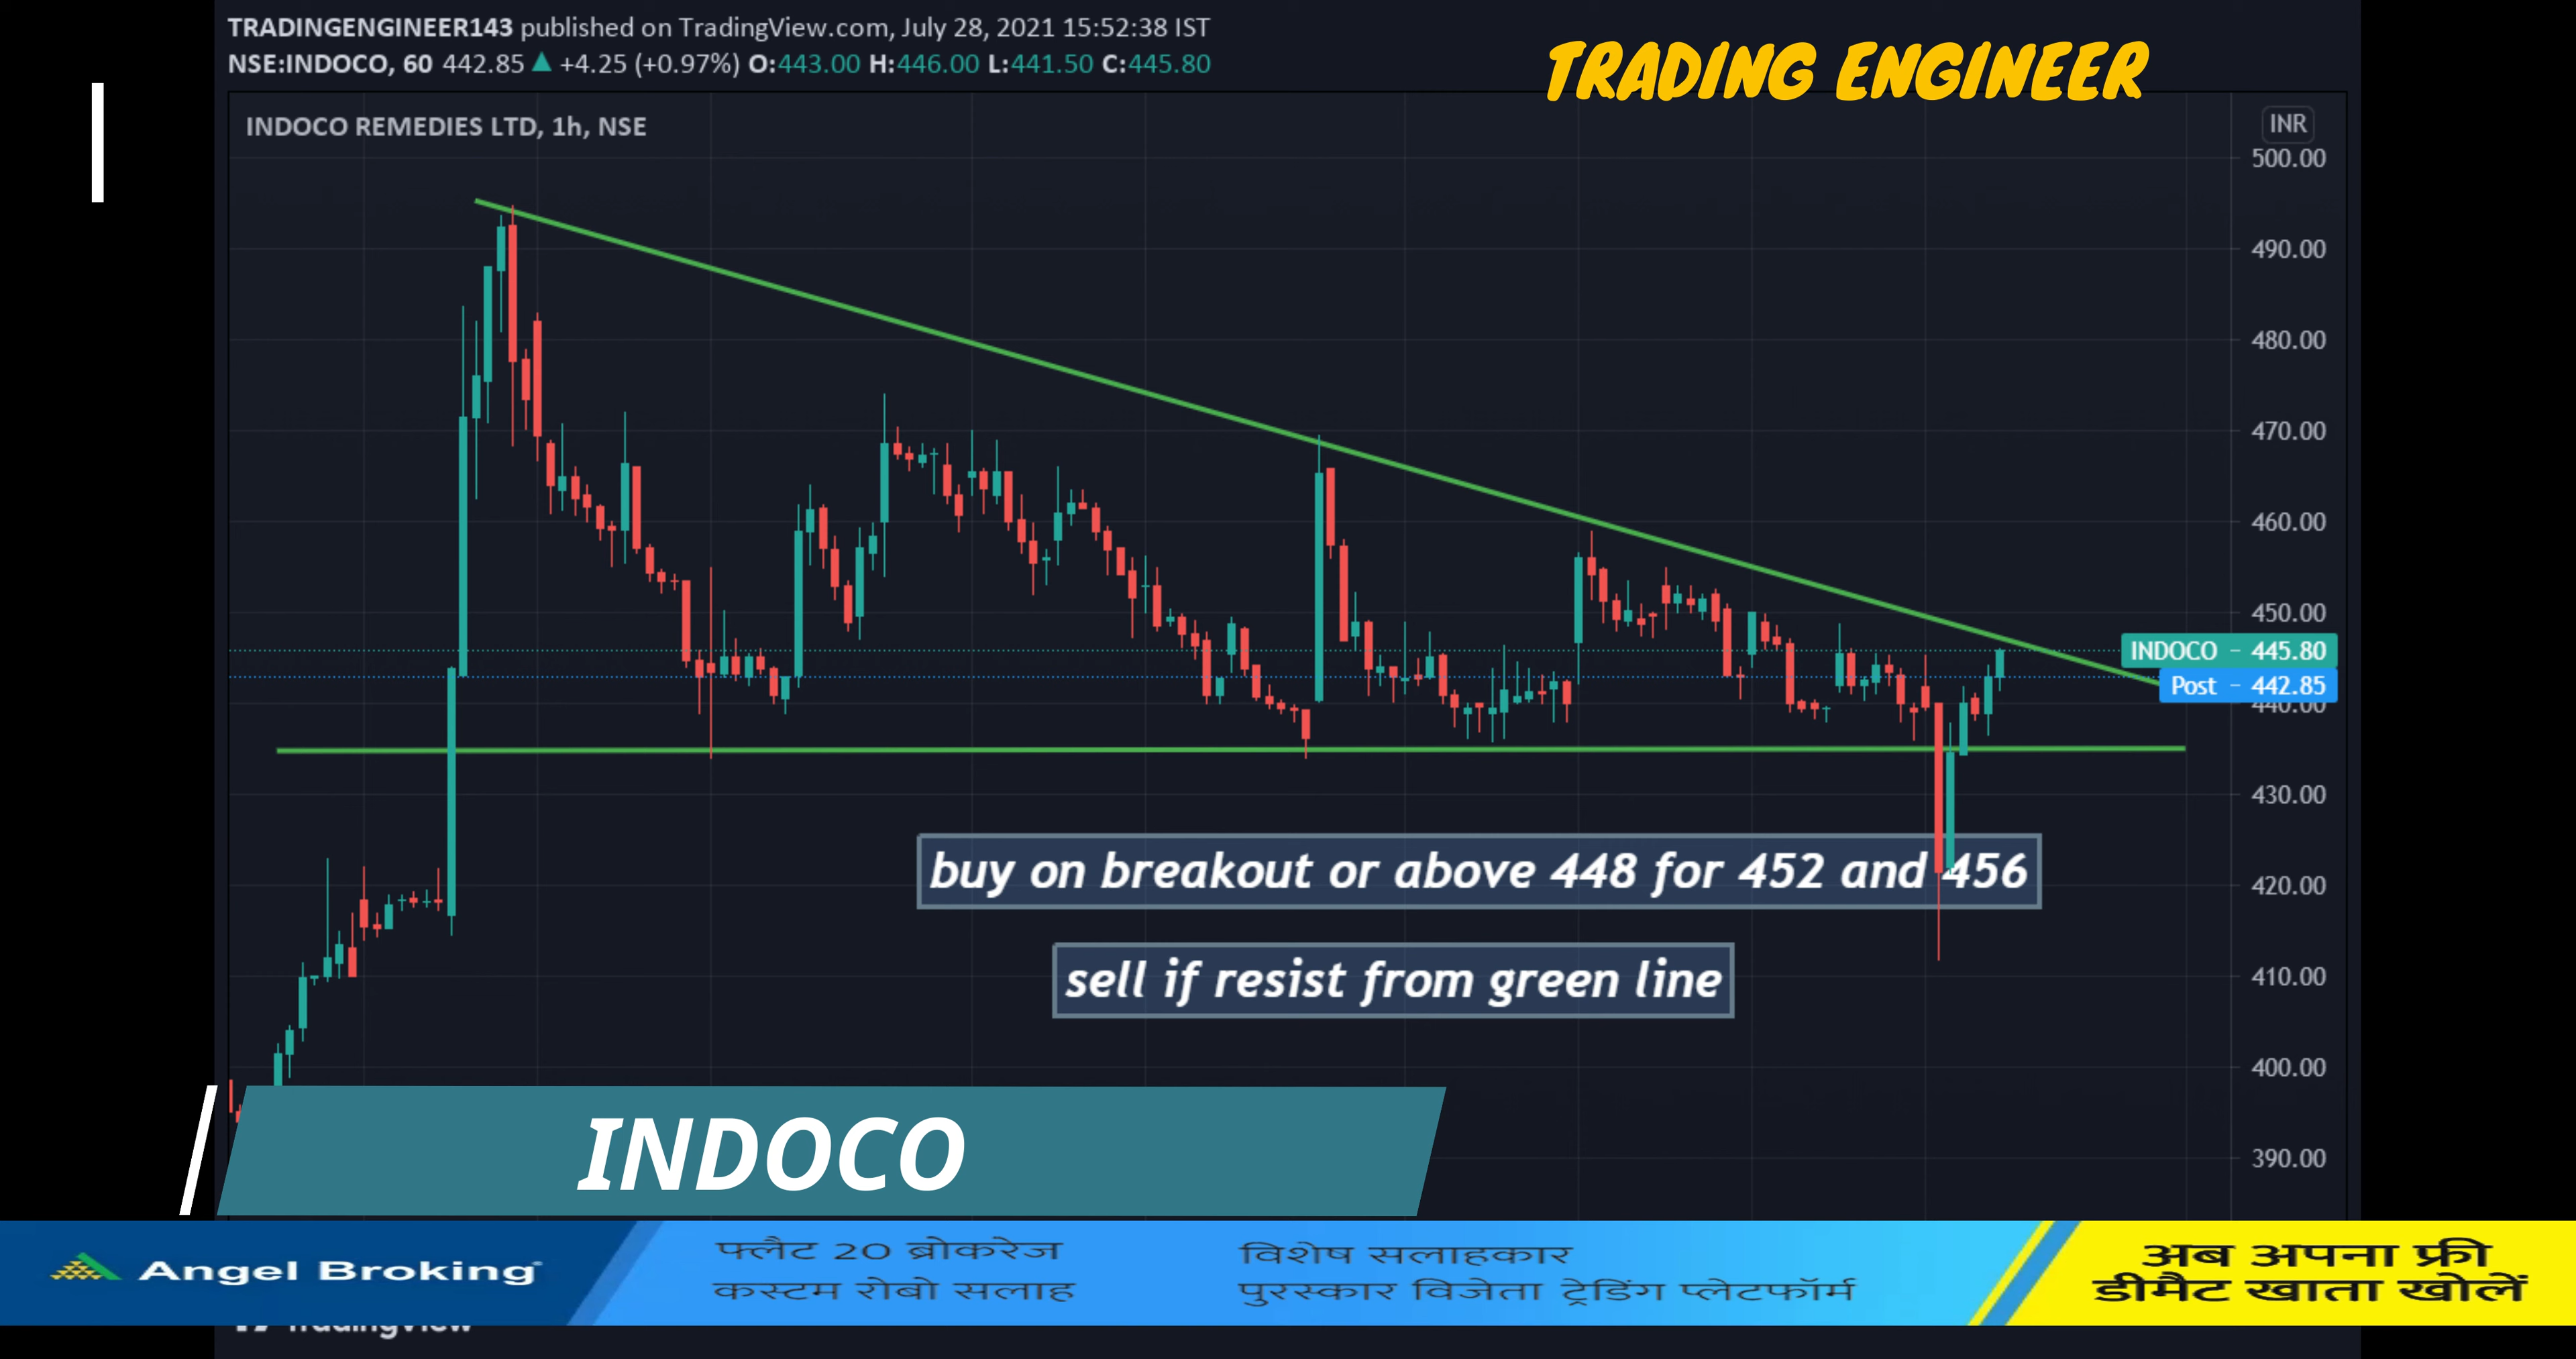 TRADINGENGINEER143 published on TradingView.com, July 28, 2021 15:52:38 IST
NSE:INDOCO, 60 442.85 ▲ +4.25 (+0.97%) O:443.00 H:446.00 L:441.50 C:445.80
TRADING ENGINEER
INDOCO REMEDIES LTD, 1h, NSE
INR
500.00
490.00
480.00
470.00
460.00
450.00
INDOCO - 445.80
Post - 442.85
440.00
430.00
420.00
410.00
400.00
390.00
buy on breakout or above 448 for 452 and 456
sell if resist from green line
INDOCO
Angel Broking
फ्लैट 20 ब्रोकरेज
कस्टम रोबो सलाह
विशेष सलाहकार
पुरस्कार विजेता ट्रेडिंग प्लेटफॉर्म
अब अपना फ्री
डीमैट खाता खोलें
TradingView